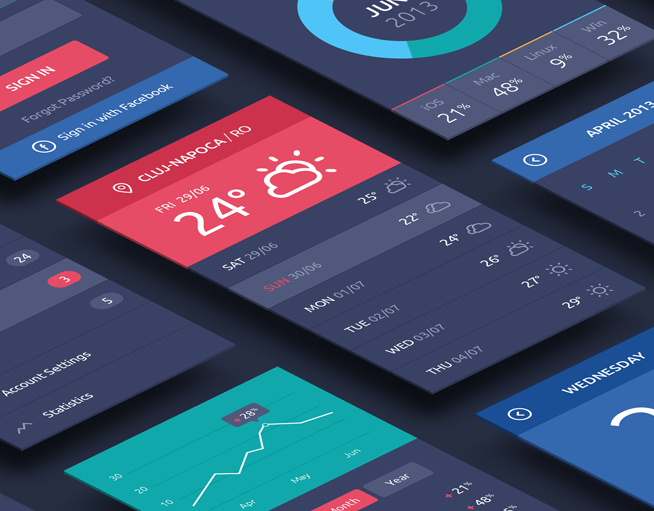 SIGN IN
Forgot Password?
Sign in with Facebook
JUN
2013
iOS
21%
Mac
48%
Linux
9%
Win
32%
APRIL 2013
S M T
2
CLUJ-NAPOCA / RO
FRI 29/06
24°
SAT 29/06 25°
SUN 30/06 22°
MON 01/07 24°
TUE 02/07 26°
WED 03/07 27°
THU 04/07 29°
24
3
5
Account Settings
Statistics
+ 28%
30
20
10
Apr
May
Jun
Month
Year
+ 21%
+ 48%
WEDNESDAY